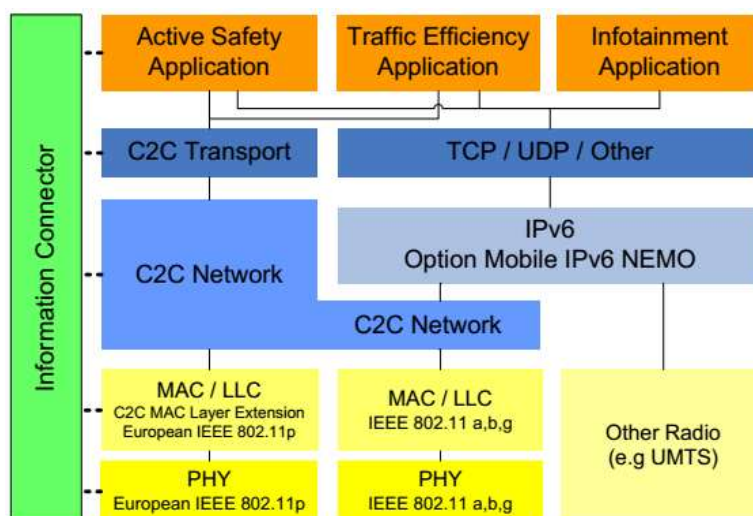 Information Connector
Active Safety
Application
Traffic Efficiency
Application
Infotainment
Application
C2C Transport
TCP / UDP / Other
IPv6
Option Mobile IPv6 NEMO
C2C Network
C2C Network
MAC / LLC
C2C MAC Layer Extension
European IEEE 802.11p
MAC / LLC
IEEE 802.11 a,b,g
Other Radio
(e.g UMTS)
PHY
European IEEE 802.11p
PHY
IEEE 802.11 a,b,g